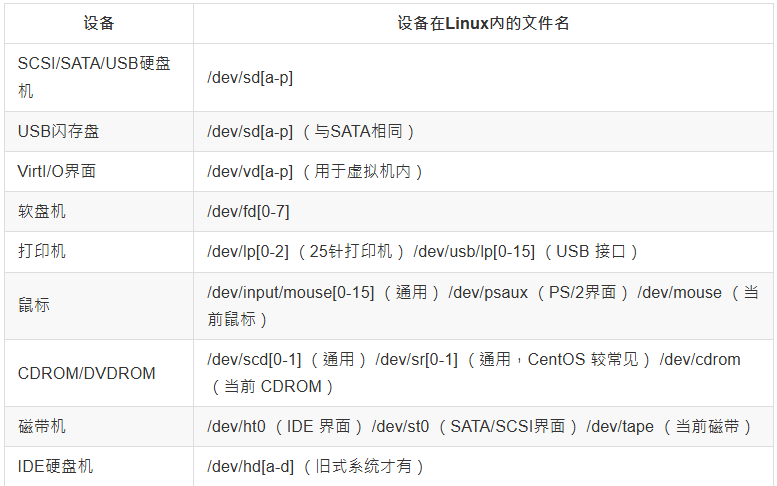 设备
设备在Linux内的文件名
SCSI/SATA/USB硬盘
机
/dev/sd[a-p]
USB闪存盘
/dev/sd[a-p] （与SATA相同）
VirtI/O界面
/dev/vd[a-p] （用于虚拟机内）
软盘机
/dev/fd[0-7]
打印机
/dev/lp[0-2] （25针打印机） /dev/usb/lp[0-15] （USB 接口）
鼠标
/dev/input/mouse[0-15] （通用） /dev/psaux （PS/2界面） /dev/mouse （当
前鼠标）
CDROM/DVDROM
/dev/scd[0-1] （通用） /dev/sr[0-1] （通用，CentOS 较常见） /dev/cdrom
（当前 CDROM）
磁带机
/dev/ht0 （IDE 界面） /dev/st0 （SATA/SCSI界面） /dev/tape （当前磁带）
IDE硬盘机
/dev/hd[a-d] （旧式系统才有）